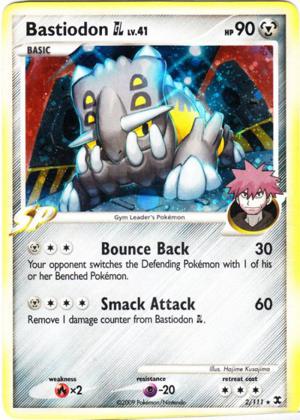 Bastiodon GL LV.41 HP 90
BASIC
SP
Gym Leader's Pokémon
Bounce Back 30
Your opponent switches the Defending Pokémon with 1 of his
or her Benched Pokémon.
Smack Attack 60
Remove 1 damage counter from Bastiodon GL.
Illus. Hajime Kusajima
weakness resistance retreat cost
×2 -20
©2009 Pokémon/Nintendo 2/111